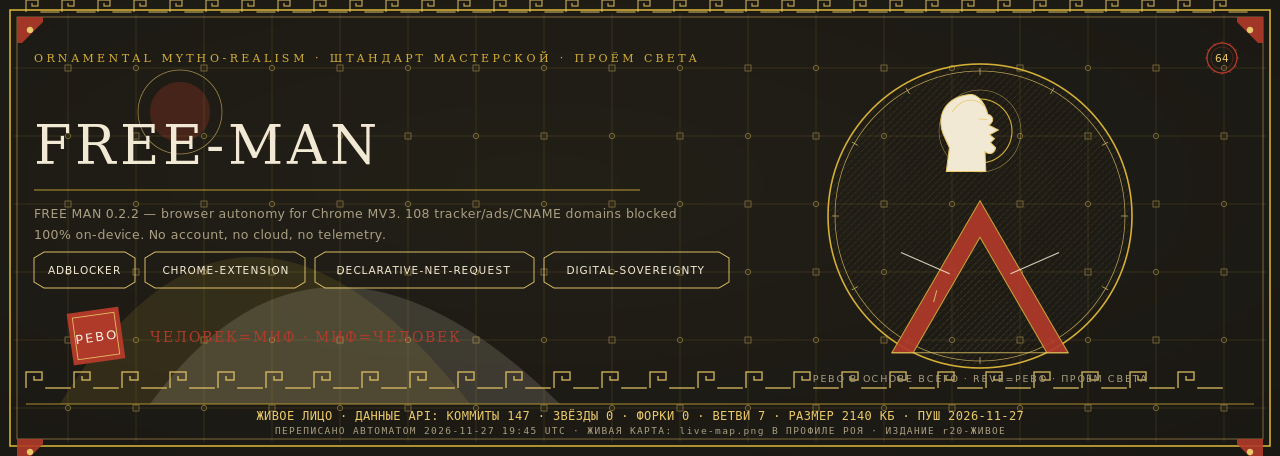 ORNAMENTAL MYTHO-REALISM · ШТАНДАРТ МАСТЕРСКОЙ · ПРОЁМ СВЕТА
64
FREE-MAN
FREE MAN 0.2.2 — browser autonomy for Chrome MV3. 108 tracker/ads/CNAME domains blocked
100% on-device. No account, no cloud, no telemetry.
ADBLOCKER
CHROME-EXTENSION
DECLARATIVE-NET-REQUEST
DIGITAL-SOVEREIGNTY
РЕВО
ЧЕЛОВЕК=МИФ · МИФ=ЧЕЛОВЕК
РЕВО В ОСНОВЕ ВСЕГО · REVE=РЕВО · ПРОЁМ СВЕТА
ЖИВОЕ ЛИЦО · ДАННЫЕ API: КОММИТЫ 147 · ЗВЁЗДЫ 0 · ФОРКИ 0 · ВЕТВИ 7 · РАЗМЕР 2140 КБ · ПУШ 2026-11-27
ПЕРЕПИСАНО АВТОМАТОМ 2026-11-27 19:45 UTC · ЖИВАЯ КАРТА: live-map.png В ПРОФИЛЕ РОЯ · ИЗДАНИЕ r20-ЖИВОЕ